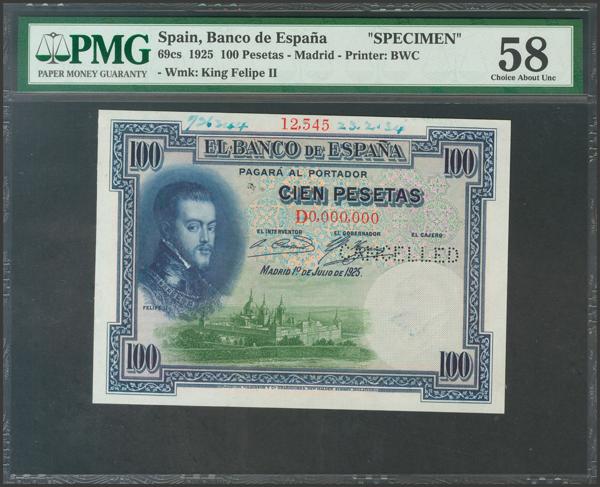 PMG
PAPER MONEY GUARANTY
Spain, Banco de España "SPECIMEN"
69cs 1925 100 Pesetas - Madrid - Printer: BWC
- Wmk: King Felipe II
58
Choice About Unc
12,545 23.2.34
100 EL BANCO DE ESPAÑA 100
PAGARÁ AL PORTADOR
CIEN PESETAS
D0,000,000
EL INTERVENTOR EL GOBERNADOR EL CAJERO
CANCELLED
MADRID 1º DE JULIO DE 1925.
FELIPE II
100 100